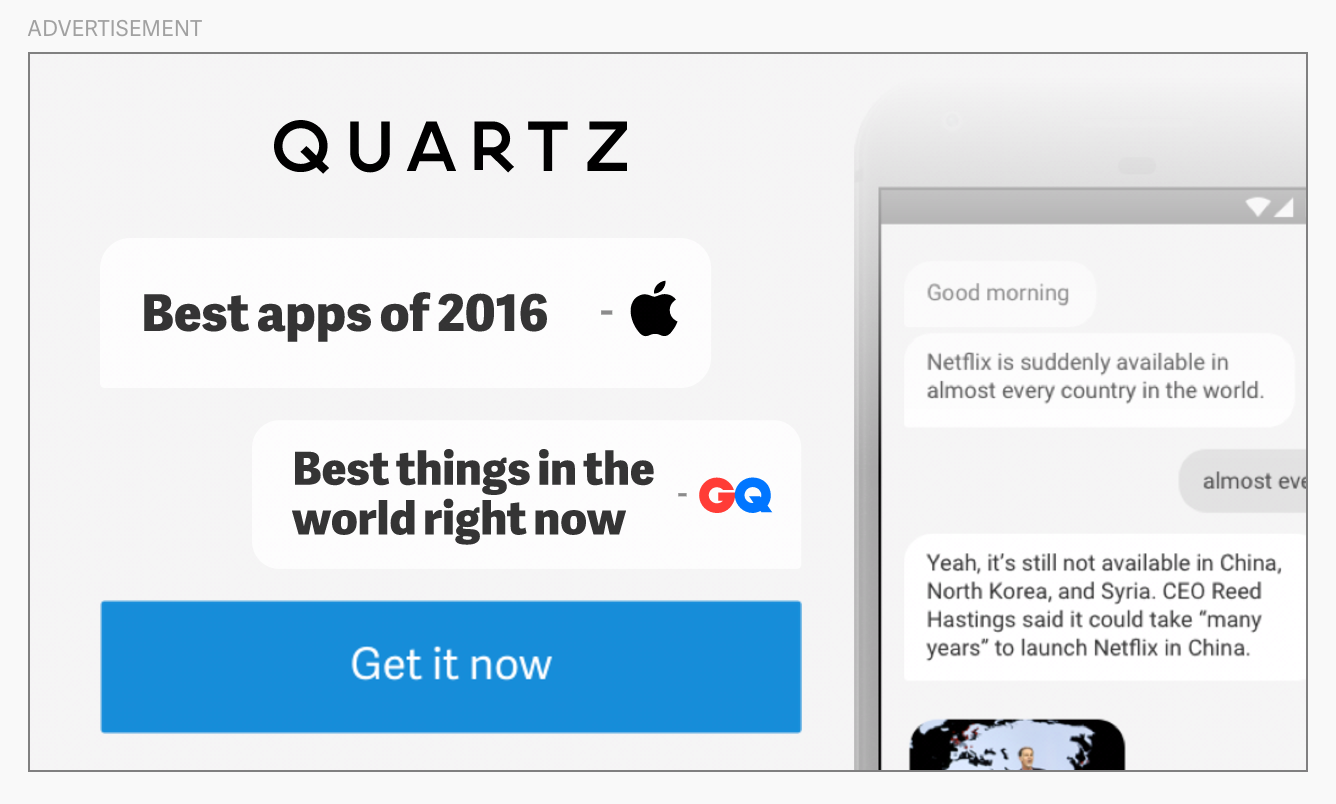 ADVERTISEMENT
QUARTZ
Best apps of 2016 -
Best things in the
world right now
- GQ
Get it now
Good morning
Netflix is suddenly available in
almost every country in the world.
almost eve
Yeah, it’s still not available in China,
North Korea, and Syria. CEO Reed
Hastings said it could take “many
years” to launch Netflix in China.